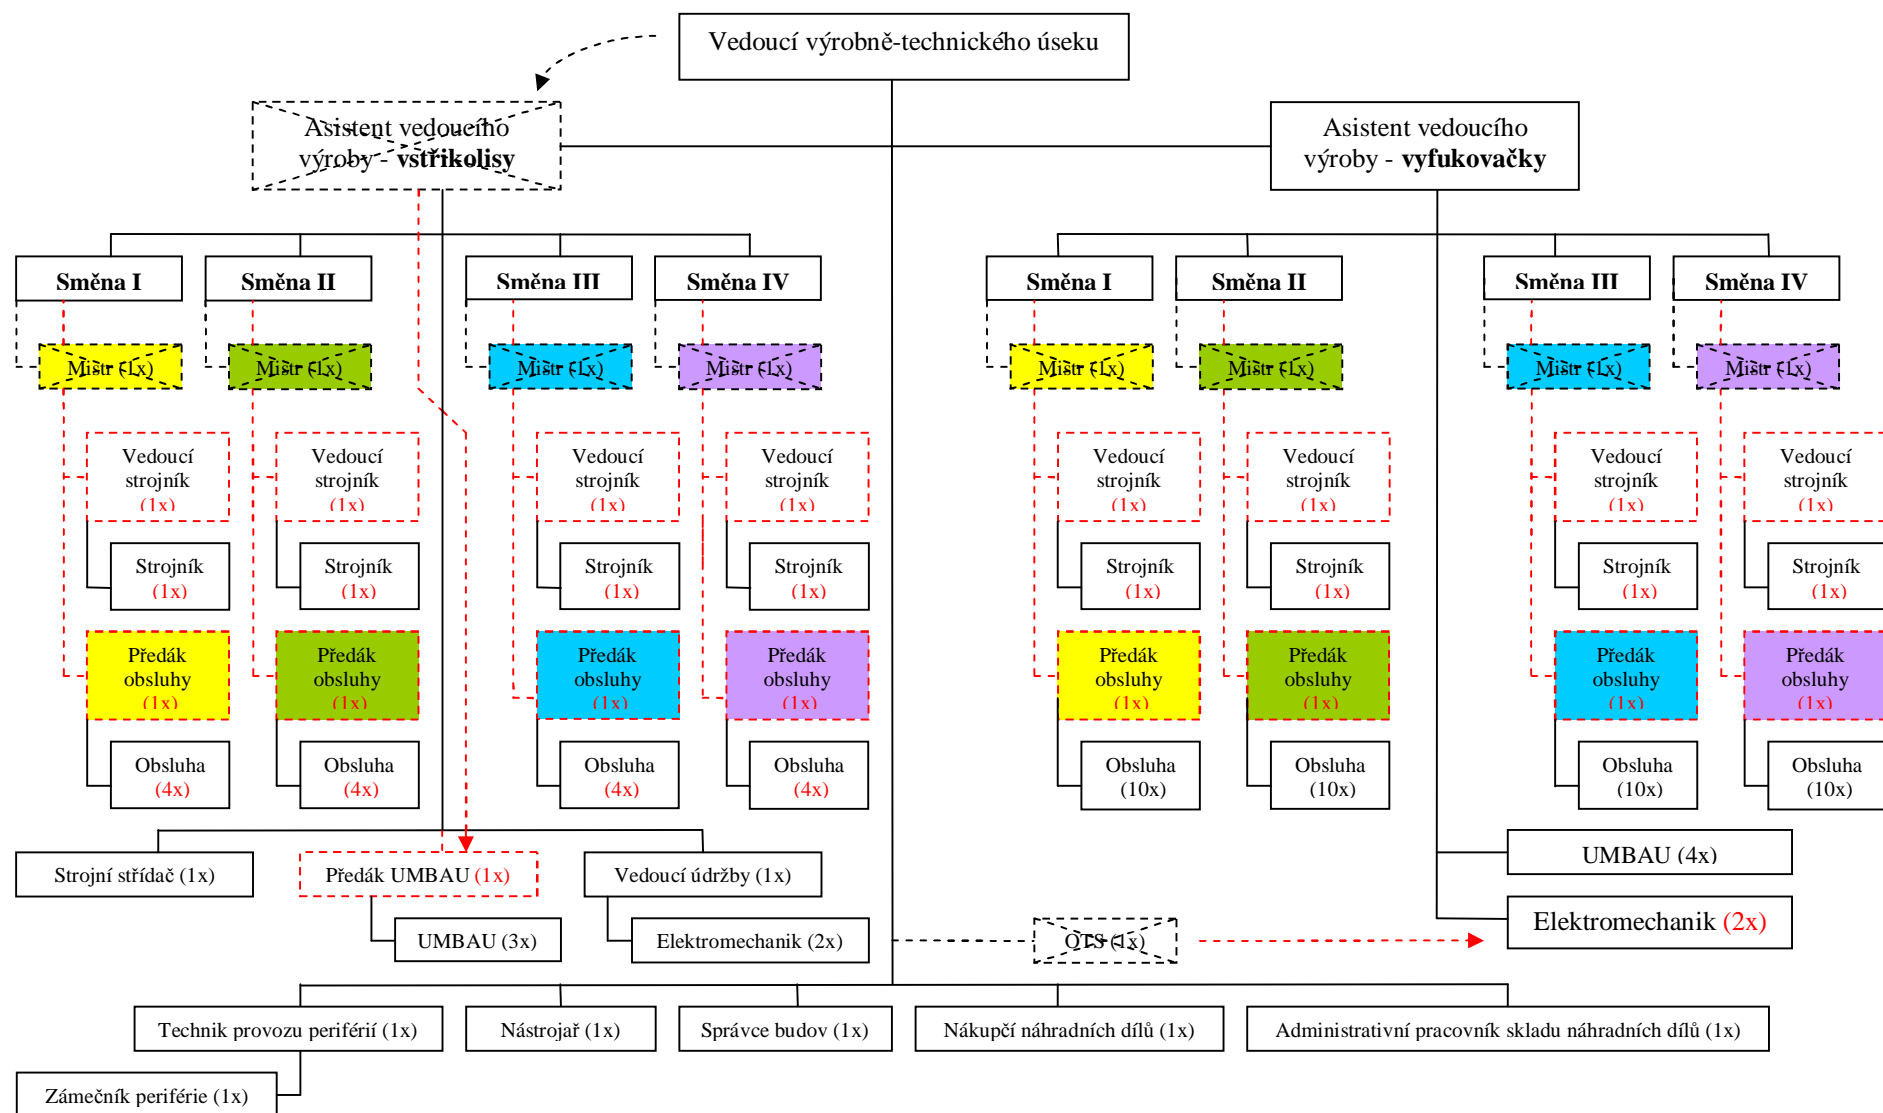 Vedoucí výrobně-technického úseku
Asistent vedoucího
výroby - vstřikolisy
Asistent vedoucího
výroby - vyfukovačky
Směna I
Směna II
Směna III
Směna IV
Směna I
Směna II
Směna III
Směna IV
Mistr (1x)
Mistr (1x)
Mistr (1x)
Mistr (1x)
Mistr (1x)
Mistr (1x)
Mistr (1x)
Mistr (1x)
Vedoucí
strojník
(1x)
Vedoucí
strojník
(1x)
Vedoucí
strojník
(1x)
Vedoucí
strojník
(1x)
Vedoucí
strojník
(1x)
Vedoucí
strojník
(1x)
Vedoucí
strojník
(1x)
Vedoucí
strojník
(1x)
Strojník
(1x)
Strojník
(1x)
Strojník
(1x)
Strojník
(1x)
Strojník
(1x)
Strojník
(1x)
Strojník
(1x)
Strojník
(1x)
Předák
obsluhy
(1x)
Předák
obsluhy
(1x)
Předák
obsluhy
(1x)
Předák
obsluhy
(1x)
Předák
obsluhy
(1x)
Předák
obsluhy
(1x)
Předák
obsluhy
(1x)
Předák
obsluhy
(1x)
Obsluha
(4x)
Obsluha
(4x)
Obsluha
(4x)
Obsluha
(4x)
Obsluha
(10x)
Obsluha
(10x)
Obsluha
(10x)
Obsluha
(10x)
Strojní střídač (1x)
Předák UMBAU (1x)
Vedoucí údržby (1x)
UMBAU (4x)
UMBAU (3x)
Elektromechanik (2x)
OTS (1x)
Elektromechanik (2x)
Technik provozu periférií (1x)
Nástrojař (1x)
Správce budov (1x)
Nákupčí náhradních dílů (1x)
Administrativní pracovník skladu náhradních dílů (1x)
Zámečník periférie (1x)